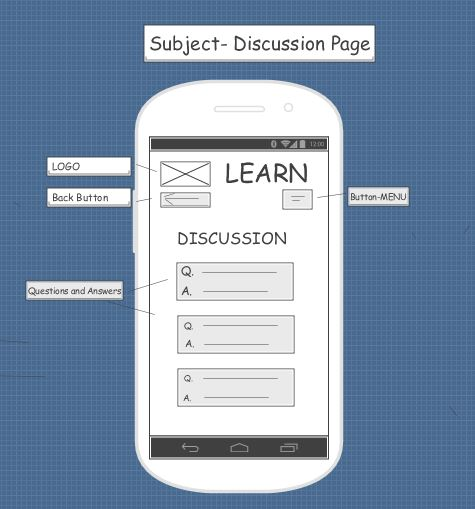 Subject- Discussion Page
12:00
LOGO
LEARN
Back Button
Button-MENU
DISCUSSION
Q.
A.
Questions and Answers
Q.
A.
Q.
A.